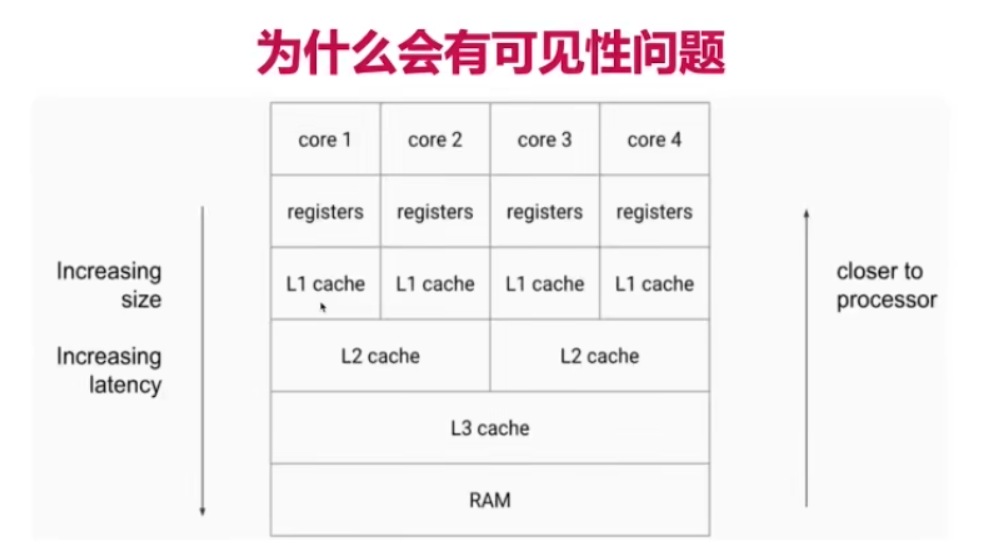 为什么会有可见性问题
core 1 core 2 core 3 core 4
registers registers registers registers
Increasing
size
L1 cache L1 cache L1 cache L1 cache
closer to
processor
Increasing
latency
L2 cache L2 cache
L3 cache
RAM